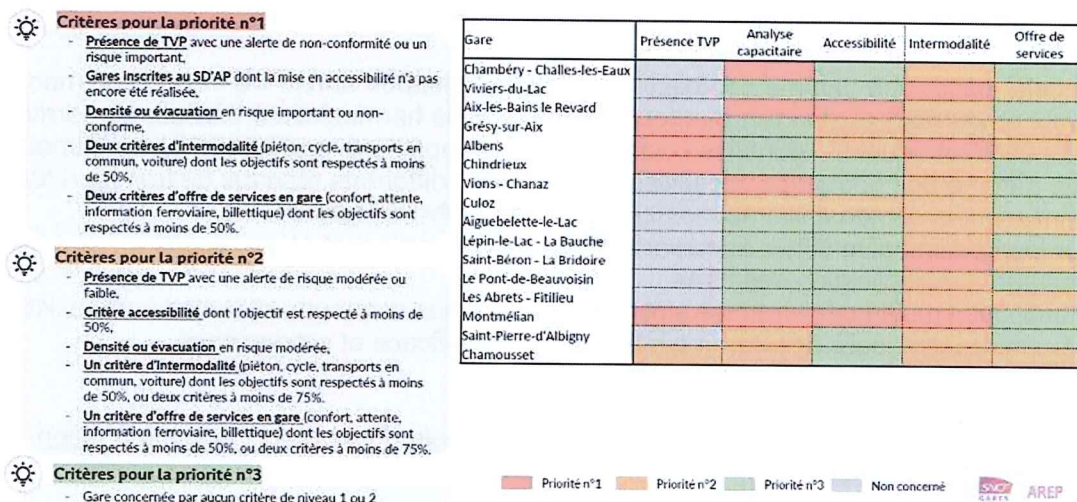 Critères pour la priorité n°1
- Présence de TVP avec une alerte de non-conformité ou un
risque important,
- Gares inscrites au SD'AP dont la mise en accessibilité n'a pas
encore été réalisée,
- Densité ou évacuation en risque important ou non-
conforme,
- Deux critères d'intermodalité (piéton, cycle, transports en
commun, voiture) dont les objectifs sont respectés à moins
de 50%,
- Deux critères d'offre de services en gare (confort, attente,
information ferroviaire, billettique) dont les objectifs sont
respectés à moins de 50%.
Critères pour la priorité n°2
- Présence de TVP avec une alerte de risque modérée ou
faible,
- Critère accessibilité dont l'objectif est respecté à moins de
50%,
- Densité ou évacuation en risque modérée,
- Un critère d'intermodalité (piéton, cycle, transports en
commun, voiture) dont les objectifs sont respectés à moins
de 50%, ou deux critères à moins de 75%.
- Un critère d'offre de services en gare (confort, attente,
information ferroviaire, billettique) dont les objectifs sont
respectés à moins de 50%, ou deux critères à moins de 75%.
Critères pour la priorité n°3
- Gare concernée par aucun critère de niveau 1 ou 2
Gare Présence TVP Analyse capacitaire Accessibilité Intermodalité Offre de services
Chambéry - Challes-les-Eaux
Viviers-du-Lac
Aix-les-Bains le Revard
Grésy-sur-Aix
Albens
Chindrieux
Vions - Chanaz
Culoz
Aiguebelette-le-Lac
Lépin-le-Lac - La Bauche
Saint-Béron - La Bridoire
Le Pont-de-Beauvoisin
Les Abrets - Fitilieu
Montmélian
Saint-Pierre-d'Albigny
Chamousset
Priorité n°1 Priorité n°2 Priorité n°3 Non concerné
SNCF
GARES
AREP